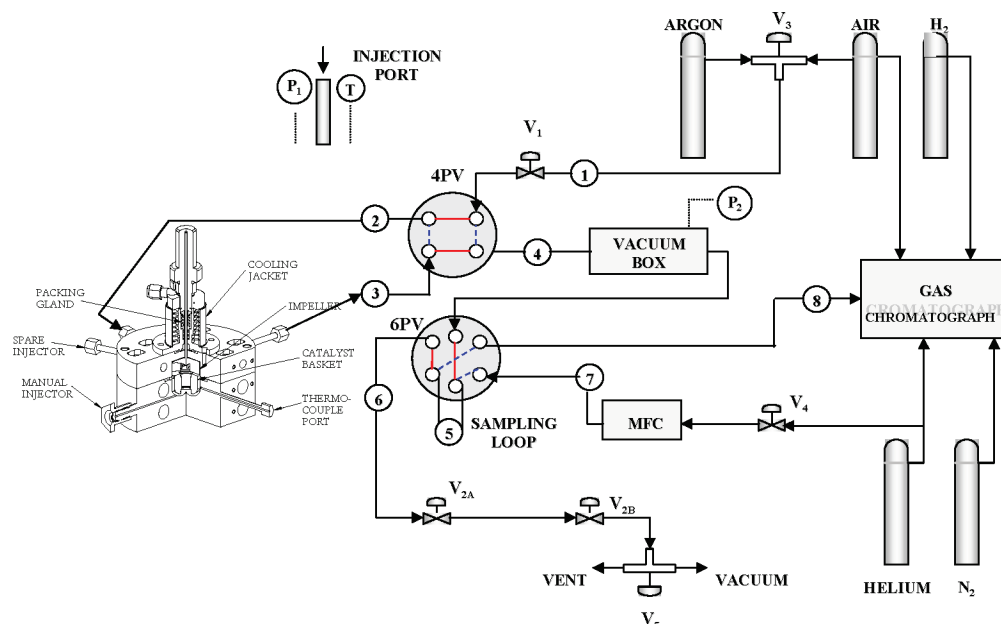 ARGON
V3
AIR
H2
INJECTION
PORT
P1
T
V1
1
4PV
2
P2
4
VACUUM
BOX
COOLING
JACKET
PACKING
GLAND
3
IMPELLER
8
GAS
CROMATOGRAPH
CHROMATOGRAPH
6PV
SPARE
INJECTOR
CATALYST
BASKET
7
6
MANUAL
INJECTOR
V4
THERMO-
COUPLE
PORT
5
SAMPLING
LOOP
MFC
V2A
V2B
VENT
VACUUM
HELIUM
N2